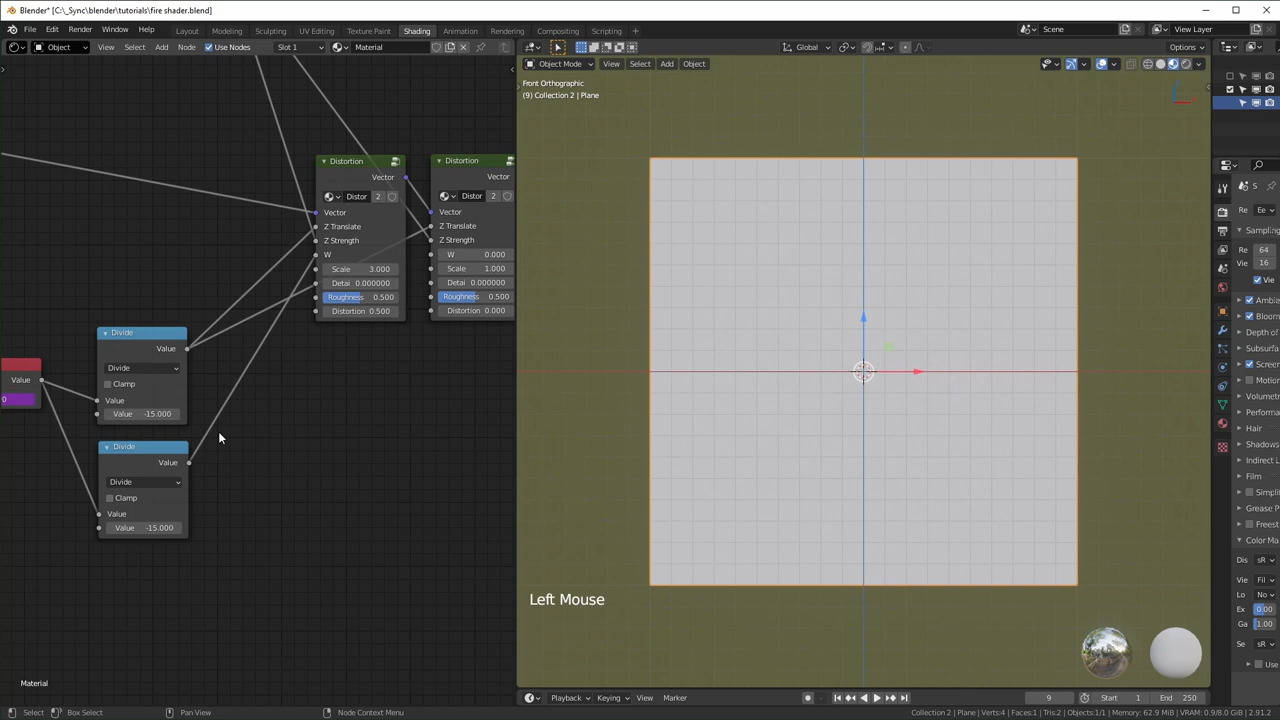 Blender* [C:\_Sync\blender\tutorials\fire shader.blend]
File Edit Render Window Help Layout Modeling Sculpting UV Editing Texture Paint Shading Animation Rendering Compositing Scripting + Scene View Layer
Object View Select Add Node Use Nodes Slot 1 Material Global Options
Object Mode View Select Add Object
Front Orthographic
(9) Collection 2 | Plane
Distortion
Vector
Distor 2
Vector
Z Translate
Z Strength
W
Scale 3.000
Detai 0.000000
Roughness 0.500
Distortion 0.500
Distortion
Vector
Distor 2
Vector
Z Translate
Z Strength
W 0.000
Scale 1.000
Detai 0.000000
Roughness 0.500
Distortion 0.000
Value
0
Divide
Value
Divide
Clamp
Value
Value -15.000
Divide
Value
Divide
Clamp
Value
Value -15.000
Left Mouse
Material
S
Re Ee
Sampling
Re 64
Vie 16
Vie
Ambie
Bloom
Depth of
Subsurfa
Screen
Motion
Volumetr
Performa
Hair
Shadows
Indirect L
Film
Simplif
Grease P
Freest
Color Ma
Dis sR
Vie Fil
Lo No
Ex 0.00
Ga 1.00
Se sR
Use
Playback Keying View Marker 9 Start 1 End 250
Select Box Select Pan View Node Context Menu Collection 2 | Plane | Verts:4 | Faces:1 | Tris:2 | Objects:1/1 | Memory: 62.9 MiB | VRAM: 0.9/8.0 GiB | 2.91.2